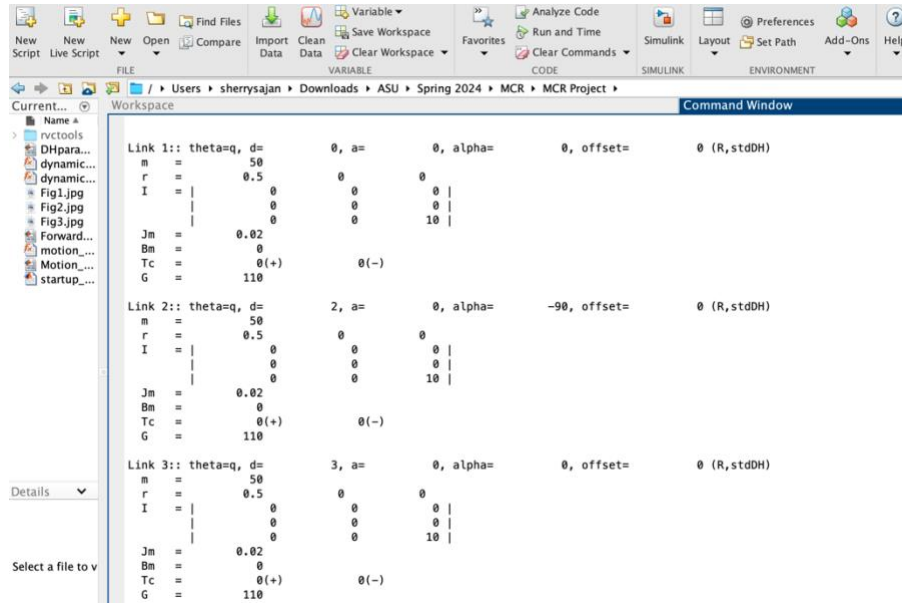 Find Files
Compare
New Script
New Live Script
New
Open
FILE
Import Data
Clean Data
Variable
Save Workspace
Clear Workspace
VARIABLE
Favorites
Analyze Code
Run and Time
Clear Commands
CODE
Simulink
SIMULINK
Layout
Preferences
Set Path
ENVIRONMENT
Add-Ons
/ Users sherrysajan Downloads ASU Spring 2024 MCR MCR Project
Current...
Name
rvctools
DHpara...
dynamic...
dynamic...
Fig1.jpg
Fig2.jpg
Fig3.jpg
Forward...
motion_...
Motion_...
startup_...
Details
Select a file to v
Workspace
Command Window
Link 1:: theta=q, d= 0, a= 0, alpha= 0, offset= 0 (R,stdDH)
m = 50
r = 0.5 0 0
I = | 0 0 0 |
| 0 0 0 |
| 0 0 10 |
Jm = 0.02
Bm = 0
Tc = 0(+) 0(-)
G = 110
Link 2:: theta=q, d= 2, a= 0, alpha= -90, offset= 0 (R,stdDH)
m = 50
r = 0.5 0 0
I = | 0 0 0 |
| 0 0 0 |
| 0 0 10 |
Jm = 0.02
Bm = 0
Tc = 0(+) 0(-)
G = 110
Link 3:: theta=q, d= 3, a= 0, alpha= 0, offset= 0 (R,stdDH)
m = 50
r = 0.5 0 0
I = | 0 0 0 |
| 0 0 0 |
| 0 0 10 |
Jm = 0.02
Bm = 0
Tc = 0(+) 0(-)
G = 110